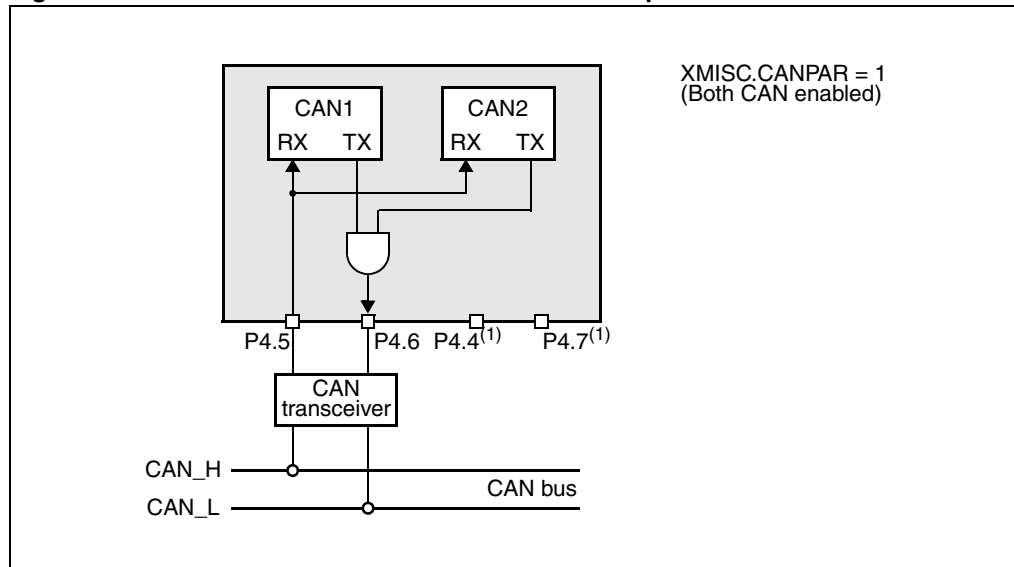 XMISC.CANPAR = 1
(Both CAN enabled)
CAN1
RX TX
CAN2
RX TX
P4.5
P4.6
P4.4(1)
P4.7(1)
CAN
transceiver
CAN_H
CAN bus
CAN_L